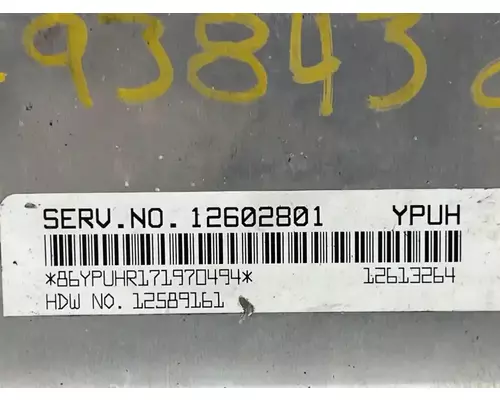 93843
SERV.NO. 12602801 YPUH
*86YPUHR171970494* 12613264
HDW NO. 12589161